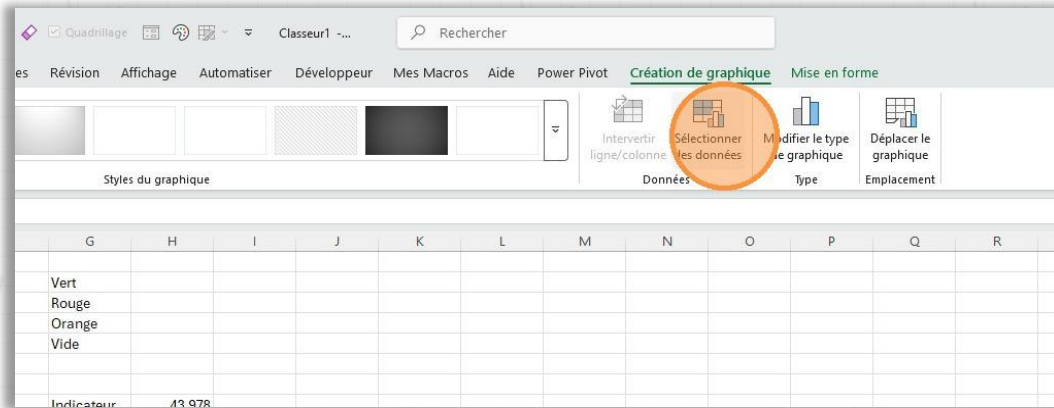 Quadrillage Classeur1 -... Rechercher
es Révision Affichage Automatiser Développeur Mes Macros Aide Power Pivot Création de graphique Mise en forme
Intervertir Sélectionner Modifier le type Déplacer le
ligne/colonne des données de graphique graphique
Styles du graphique Données Type Emplacement
G H I J K L M N O P Q R
Vert
Rouge
Orange
Vide
Indicateur 43,978